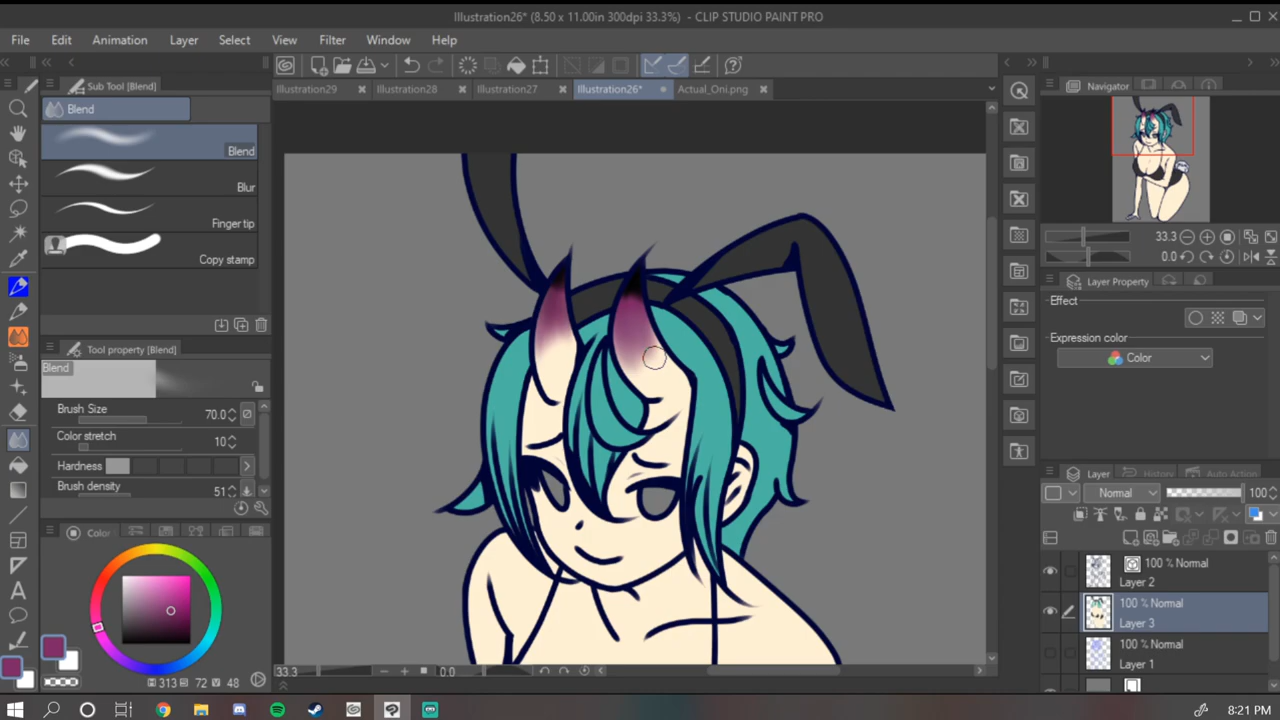 Illustration26* (8.50 x 11.00in 300dpi 33.3%) - CLIP STUDIO PAINT PRO
File Edit Animation Layer Select View Filter Window Help
Sub Tool [Blend]
Illustration29 Illustration28 Illustration27 Illustration26* Actual_Oni.png
Navigator
Blend
Blend
Blur
Finger tip
Copy stamp
33.3
0.0
Layer Property
Effect
Expression color
Color
Tool property [Blend]
Blend
Brush Size 70.0
Color stretch 10
Hardness
Brush density 51
Color
Layer History Auto Action
Normal 100
100 % Normal
Layer 2
100 % Normal
Layer 3
100 % Normal
Layer 1
33.3 0.0
313 72 48
8:21 PM